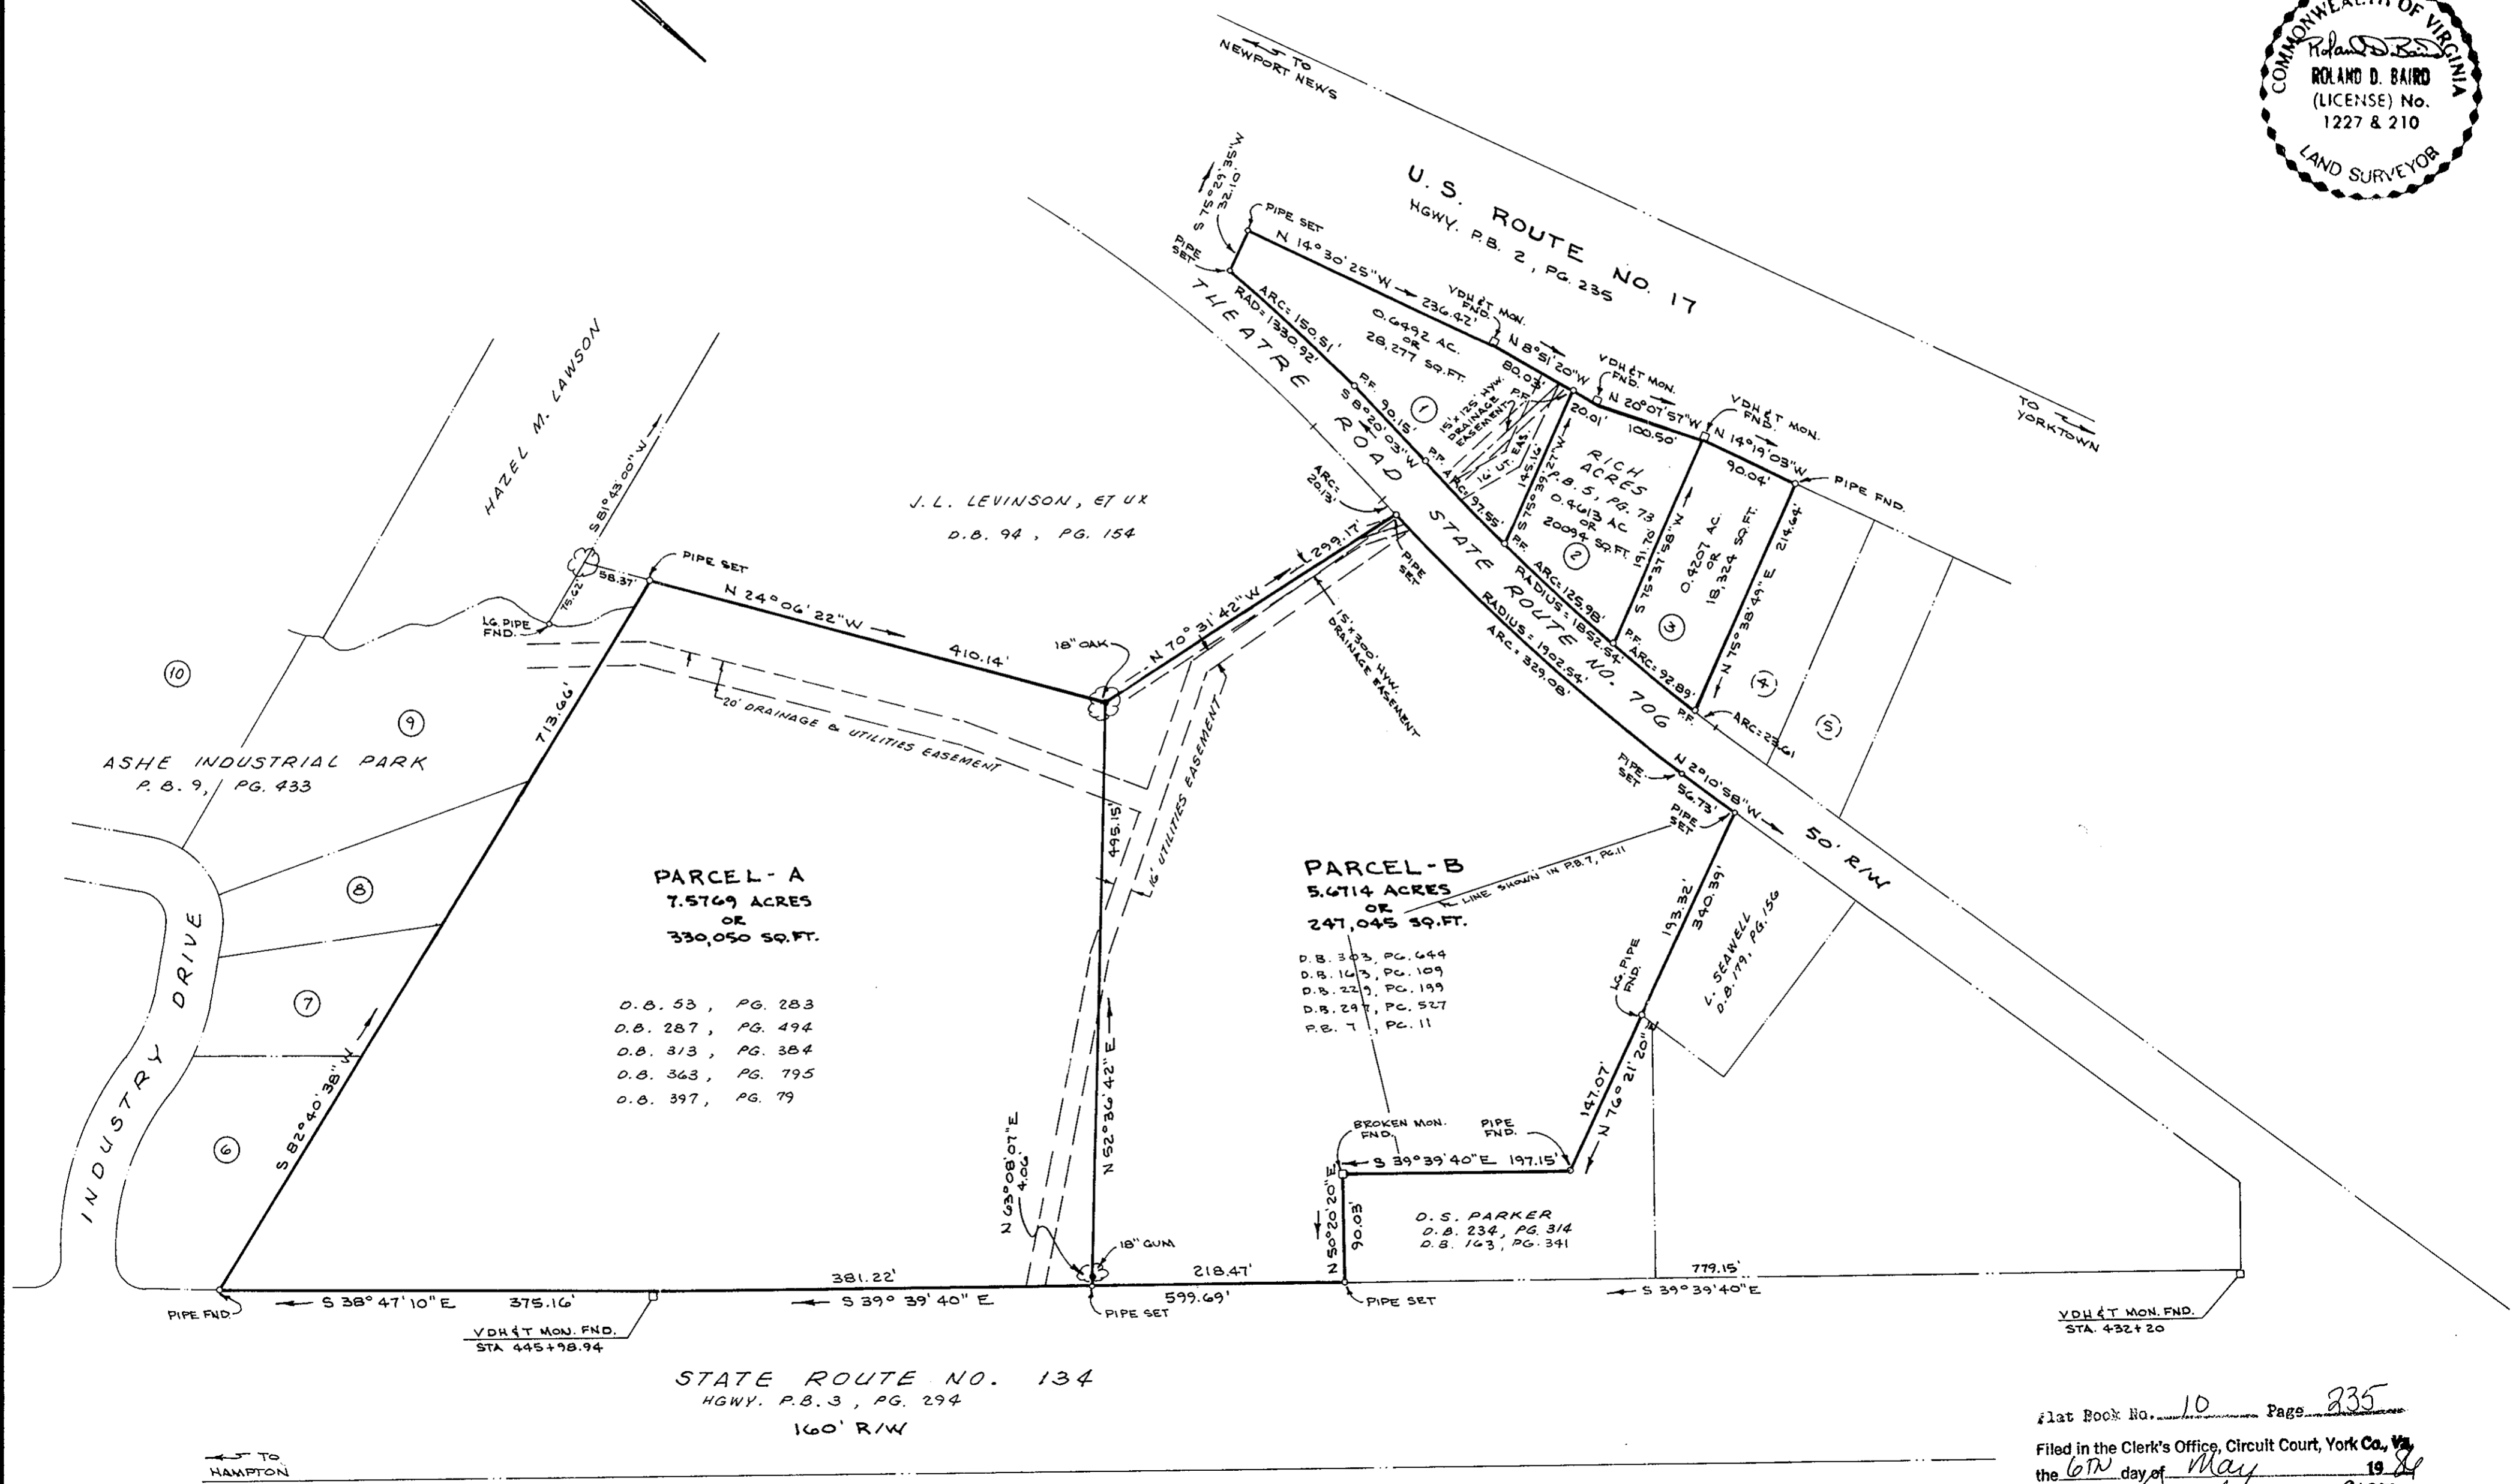 COMMONWEALTH OF VIRGINIA
Roland D. Baird
ROLAND D. BAIRD
(LICENSE) No.
1227 & 210
LAND SURVEYOR
TO
NEWPORT NEWS
U.S. ROUTE NO. 17
HGWY. P.B. 2, PG. 235
TO
YORKTOWN
S 75° 29' 35" W
32.10'
PIPE SET
PIPE
SET
N 14° 30' 25" W
236.42'
VDH & T MON.
FND.
N 8° 51' 20" W
80.03'
20.01'
VDH & T MON.
FND.
N 20° 07' 57" W
100.50'
VDH & T MON.
FND.
N 14° 19' 03" W
90.04'
PIPE FND.
ARC= 150.51'
RAD= 1330.92'
0.6492 AC.
OR
28,277 SQ.FT.
1
P.F.
90.15'
S 8° 20' 03" W
P.F.
ARC= 97.55'
15' x 125' HYW.
DRAINAGE
EASEMENT
P.F.
16' UT. EAS.
145.16'
S 75° 39' 27" W
RICH
ACRES
P.B. 5, PG. 73
0.4613 AC
OR
20094 SQ.FT.
2
P.F.
191.70'
S 75° 37' 58" W
0.4207 AC.
OR
18,324 SQ.FT.
3
214.64'
N 75° 38' 49" E
ARC= 125.98'
RADIUS= 1852.54'
P.F.
ARC= 92.89'
P.F.
ARC= 23.61
4
5
THEATRE ROAD
STATE ROUTE NO. 706
50' R/W
RADIUS= 1902.54'
ARC= 329.08'
ARC=
20.13'
PIPE
SET
HAZEL M. LAWSON
S 81° 43' 00" W
J.L. LEVINSON, ET UX
D.B. 94, PG. 154
58.37'
75.62'
PIPE SET
LG. PIPE
FND.
N 24° 06' 22" W
410.14'
18" OAK
N 70° 31' 42" W
299.17'
15' x 300' HYW.
DRAINAGE EASEMENT
20' DRAINAGE & UTILITIES EASEMENT
16' UTILITIES EASEMENT
10
9
ASHE INDUSTRIAL PARK
P.B. 9, PG. 433
8
7
6
INDUSTRY DRIVE
713.66'
S 82° 40' 38" W
PARCEL-A
7.5769 ACRES
OR
330,050 SQ.FT.
D.B. 53, PG. 283
D.B. 287, PG. 494
D.B. 313, PG. 384
D.B. 363, PG. 795
D.B. 397, PG. 79
495.15'
N 52° 36' 42" E
PARCEL-B
5.6714 ACRES
OR
247,045 SQ.FT.
D.B. 303, PG. 644
D.B. 163, PG. 109
D.B. 229, PG. 199
D.B. 297, PG. 527
P.B. 7, PG. 11
LINE SHOWN IN P.B. 7, PG. 11
PIPE
SET
N 2° 10' 58" W
56.73'
PIPE
SET
193.32'
340.39'
L. SEAWELL
D.B. 179, PG. 156
LG. PIPE
FND.
147.07'
N 76° 21' 20" E
BROKEN MON.
FND.
PIPE
FND.
S 39° 39' 40" E 197.15'
N 50° 20' 20" E
90.03'
D.S. PARKER
D.B. 234, PG. 314
D.B. 163, PG. 341
N 63° 08' 07" E
4.06'
18" GUM
381.22'
218.47'
779.15'
PIPE FND.
S 38° 47' 10" E 375.16'
S 39° 39' 40" E
599.69'
S 39° 39' 40" E
PIPE SET
PIPE SET
VDH & T MON. FND.
STA 445+98.94
VDH & T MON. FND.
STA. 432+20
STATE ROUTE NO. 134
HGWY. P.B. 3, PG. 294
160' R/W
TO
HAMPTON
Plat Book No. 10 Page 235
Filed in the Clerk's Office, Circuit Court, York Co., Va.
the 6TH day of May 1986